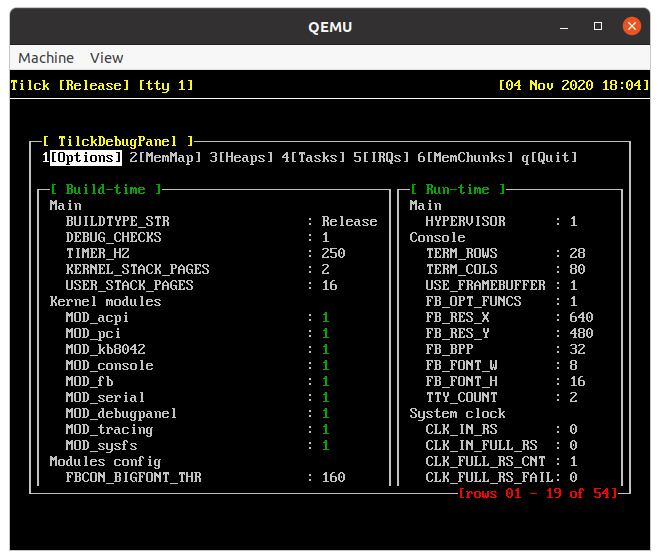 QEMU
Machine View
Tilck [Release] [tty 1] [04 Nov 2020 18:04]
[ TilckDebugPanel ]
1[Options] 2[MemMap] 3[Heaps] 4[Tasks] 5[IRQs] 6[MemChunks] q[Quit]
[ Build-time ] [ Run-time ]
Main Main
BUILDTYPE_STR : Release HYPERVISOR : 1
DEBUG_CHECKS : 1 Console
TIMER_HZ : 250 TERM_ROWS : 28
KERNEL_STACK_PAGES : 2 TERM_COLS : 80
USER_STACK_PAGES : 16 USE_FRAMEBUFFER : 1
Kernel modules FB_OPT_FUNCS : 1
MOD_acpi : 1 FB_RES_X : 640
MOD_pci : 1 FB_RES_Y : 480
MOD_kb8042 : 1 FB_BPP : 32
MOD_console : 1 FB_FONT_W : 8
MOD_fb : 1 FB_FONT_H : 16
MOD_serial : 1 TTY_COUNT : 2
MOD_debugpanel : 1 System clock
MOD_tracing : 1 CLK_IN_RS : 0
MOD_sysfs : 1 CLK_IN_FULL_RS : 0
Modules config CLK_FULL_RS_CNT : 1
FBCON_BIGFONT_THR : 160 CLK_FULL_RS_FAIL: 0
[rows 01 - 19 of 54]